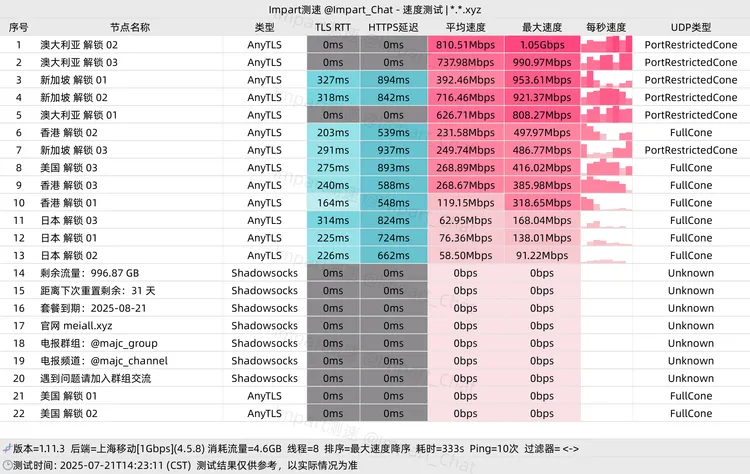 Impart测速 @Impart_Chat - 速度测试 | *.*.xyz
序号 节点名称 类型 TLS RTT HTTPS延迟 平均速度 最大速度 每秒速度 UDP类型
1 澳大利亚 解锁 02 AnyTLS 0ms 0ms 810.51Mbps 1.05Gbps PortRestrictedCone
2 澳大利亚 解锁 03 AnyTLS 0ms 0ms 737.98Mbps 990.97Mbps PortRestrictedCone
3 新加坡 解锁 01 AnyTLS 327ms 894ms 392.46Mbps 953.61Mbps PortRestrictedCone
4 新加坡 解锁 02 AnyTLS 318ms 842ms 716.46Mbps 921.37Mbps PortRestrictedCone
5 澳大利亚 解锁 01 AnyTLS 0ms 0ms 626.71Mbps 808.27Mbps PortRestrictedCone
6 香港 解锁 02 AnyTLS 203ms 539ms 231.58Mbps 497.97Mbps FullCone
7 新加坡 解锁 03 AnyTLS 291ms 937ms 249.74Mbps 486.77Mbps PortRestrictedCone
8 美国 解锁 03 AnyTLS 275ms 893ms 268.89Mbps 416.02Mbps FullCone
9 香港 解锁 03 AnyTLS 240ms 588ms 268.67Mbps 385.98Mbps FullCone
10 香港 解锁 01 AnyTLS 164ms 548ms 119.15Mbps 318.65Mbps FullCone
11 日本 解锁 03 AnyTLS 314ms 824ms 62.95Mbps 168.04Mbps FullCone
12 日本 解锁 01 AnyTLS 225ms 724ms 76.36Mbps 138.01Mbps FullCone
13 日本 解锁 02 AnyTLS 226ms 662ms 58.50Mbps 91.22Mbps FullCone
14 剩余流量：996.87 GB Shadowsocks 0ms 0ms 0bps 0bps Unknown
15 距离下次重置剩余：31 天 Shadowsocks 0ms 0ms 0bps 0bps Unknown
16 套餐到期：2025-08-21 Shadowsocks 0ms 0ms 0bps 0bps Unknown
17 官网 meiall.xyz Shadowsocks 0ms 0ms 0bps 0bps Unknown
18 电报群组：@majc_group Shadowsocks 0ms 0ms 0bps 0bps Unknown
19 电报频道：@majc_channel Shadowsocks 0ms 0ms 0bps 0bps Unknown
20 遇到问题请加入群组交流 Shadowsocks 0ms 0ms 0bps 0bps Unknown
21 美国 解锁 01 AnyTLS 0ms 0ms 0bps 0bps FullCone
22 美国 解锁 02 AnyTLS 0ms 0ms 0bps 0bps FullCone
版本=1.11.3 后端=上海移动[1Gbps](4.5.8) 消耗流量=4.6GB 线程=8 排序=最大速度降序 耗时=333s Ping=10次 过滤器= <->
测试时间: 2025-07-21T14:23:11 (CST) 测试结果仅供参考，以实际情况为准